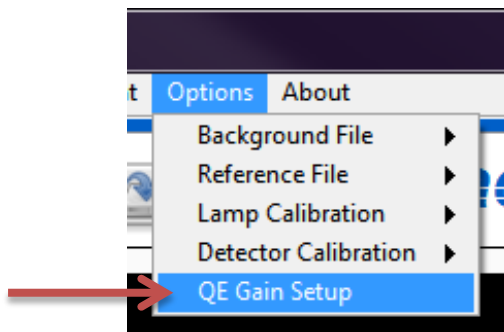 t Options About
Background File
Reference File
Lamp Calibration
Detector Calibration
QE Gain Setup